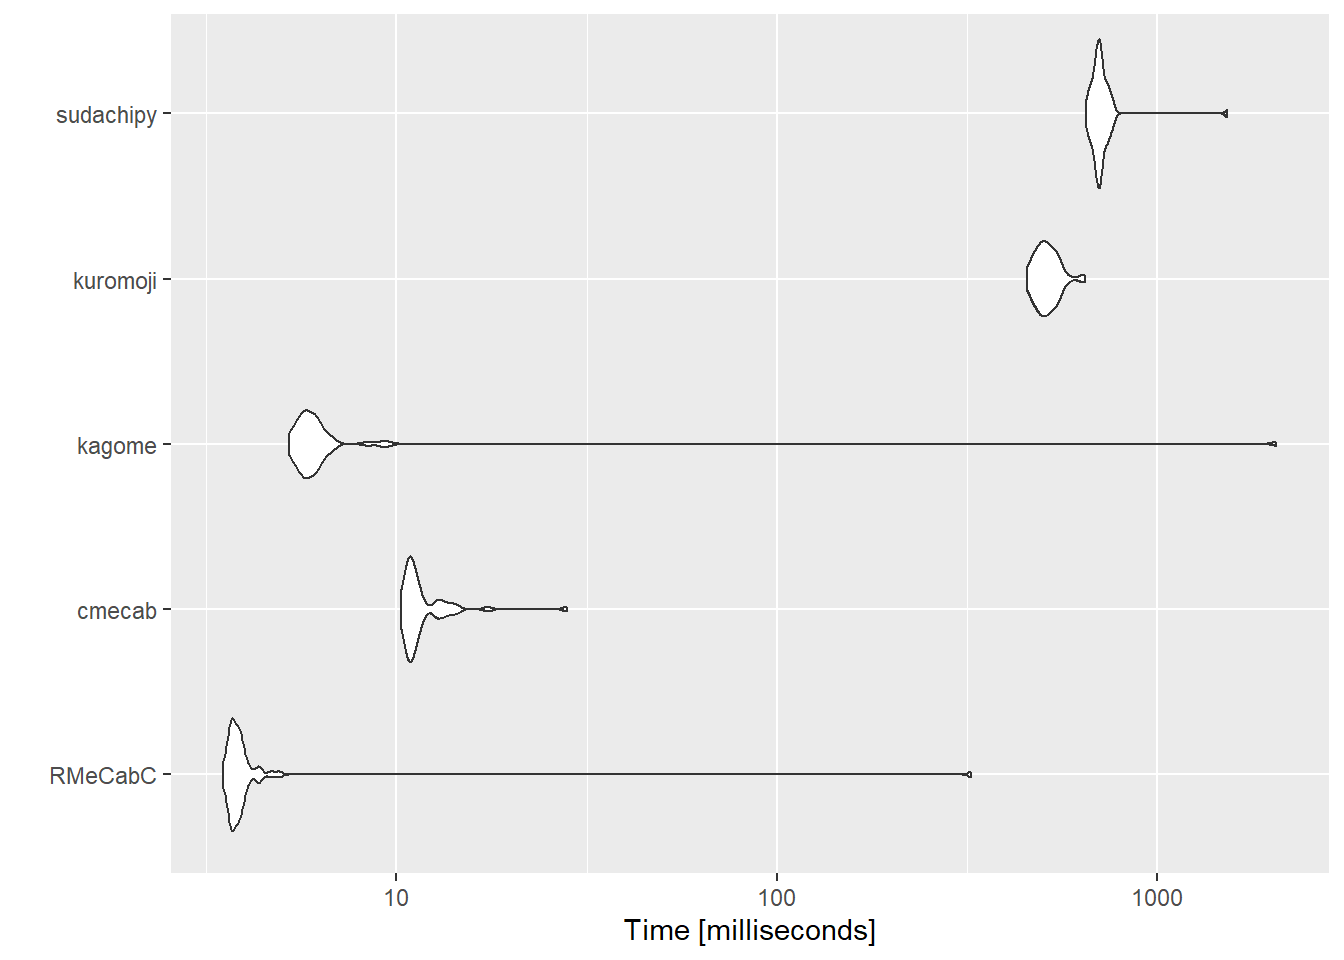 sudachipy
kuromoji
kagome
cmecab
RMeCabC
10 100 1000
Time [milliseconds]